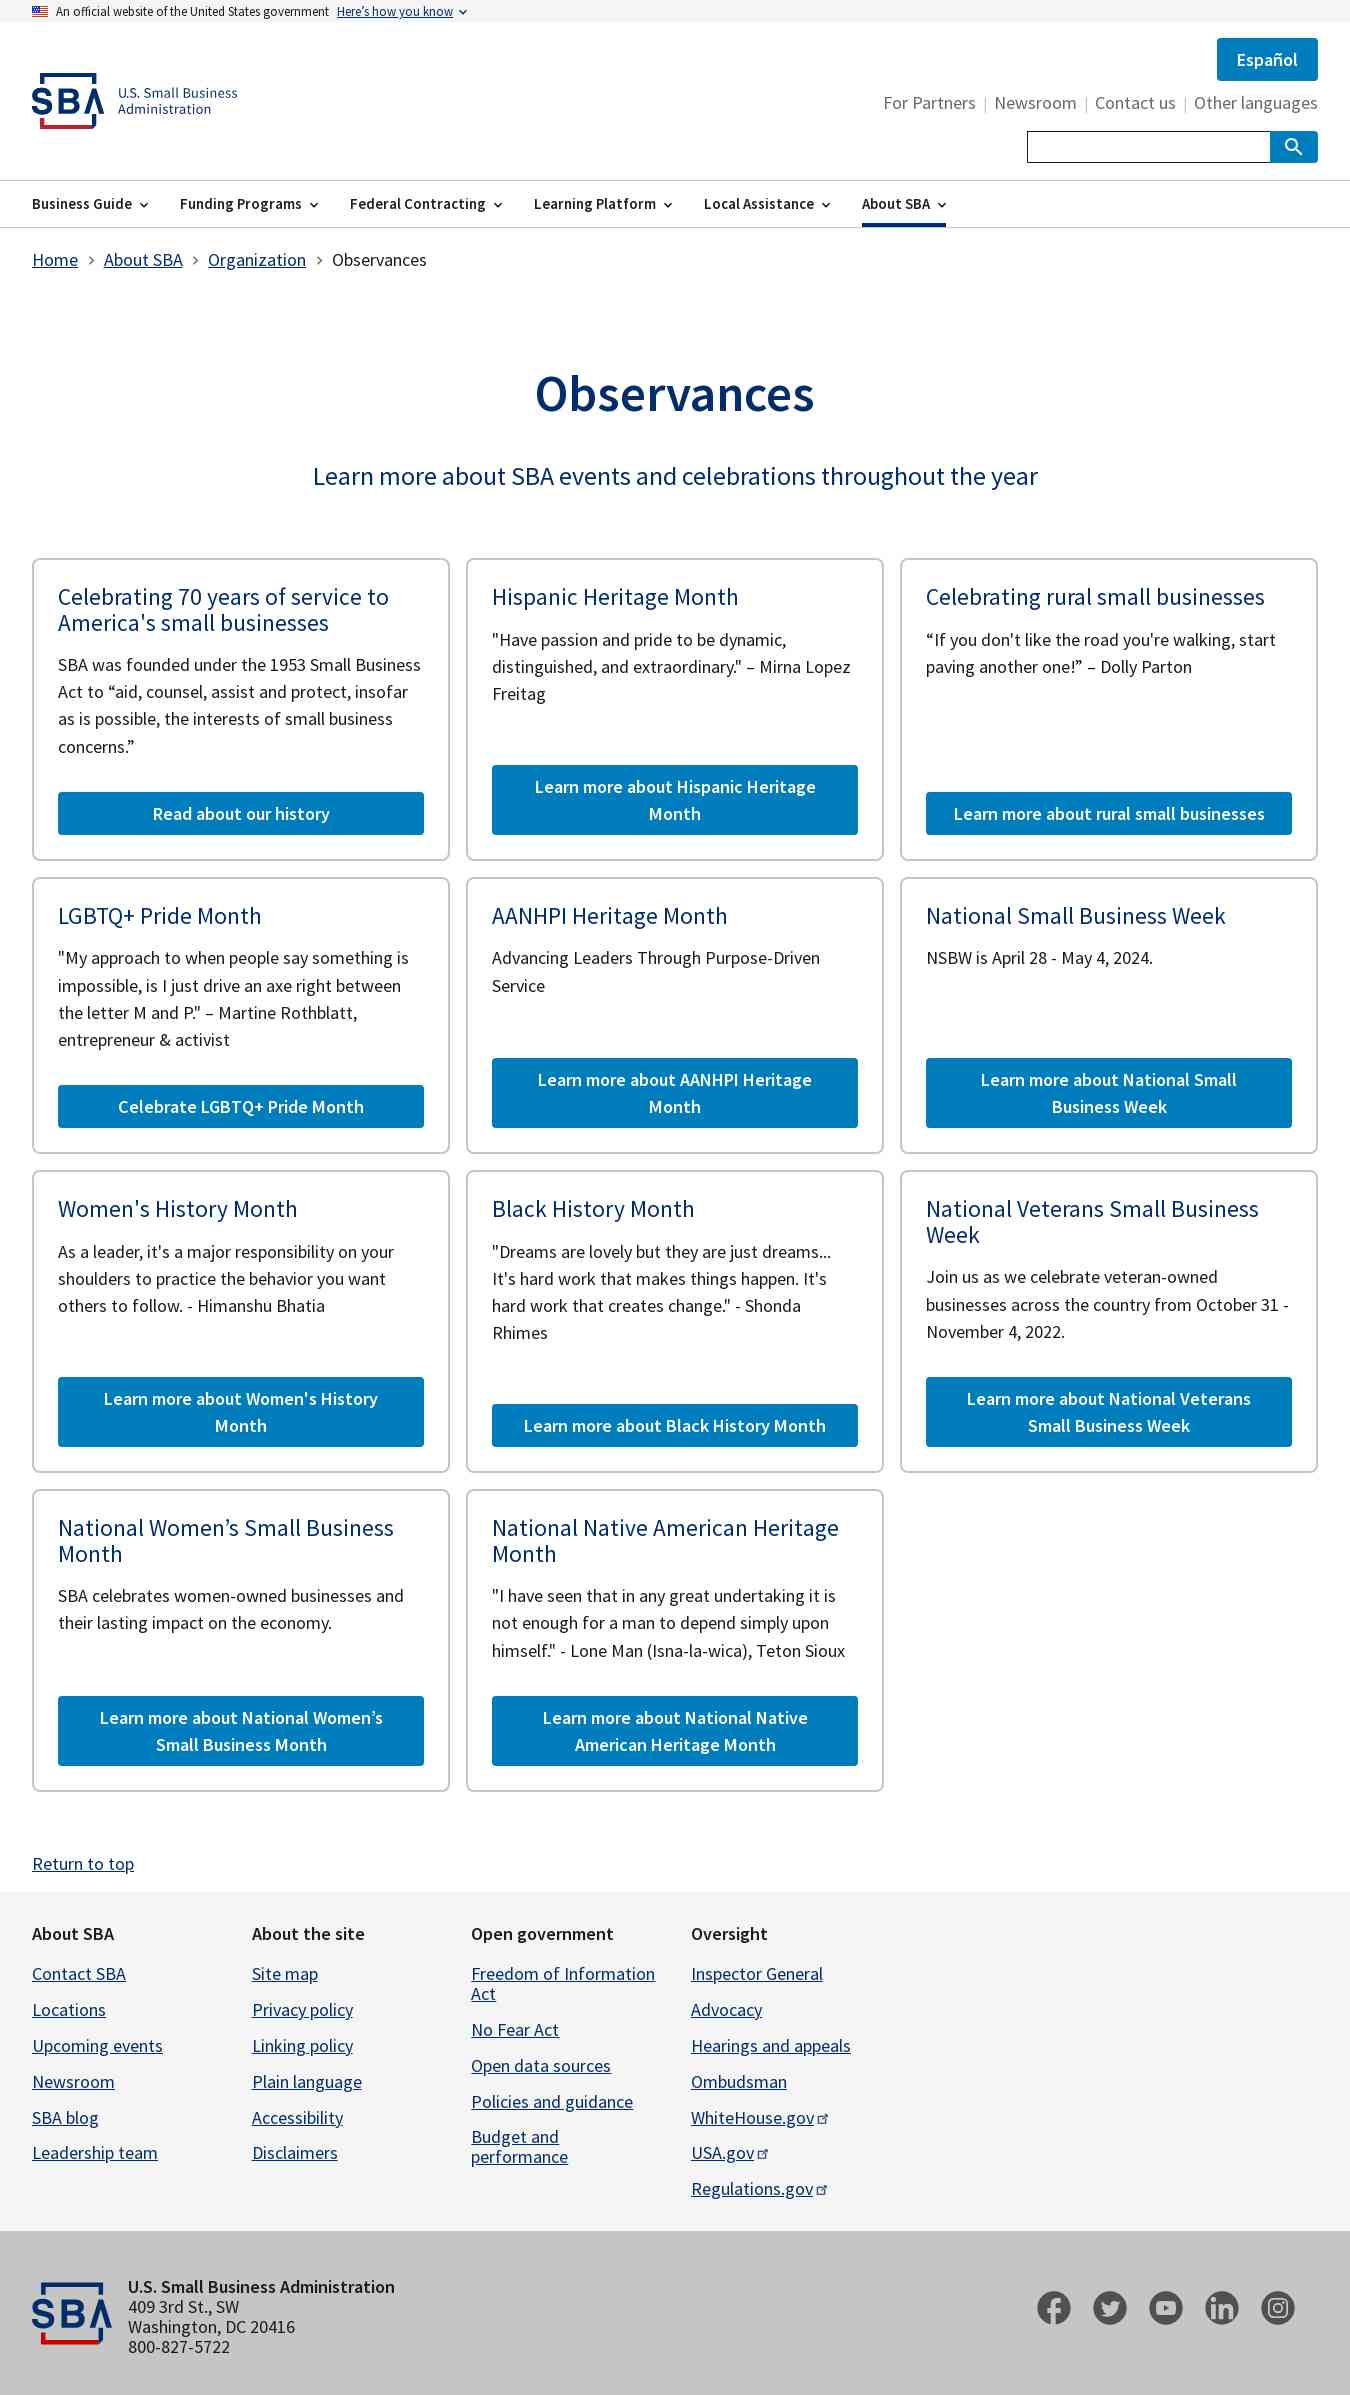 An official website of the United States government Here's how you know
SBA U.S. Small Business
Administration
Español
For Partners | Newsroom | Contact us | Other languages
Business Guide Funding Programs Federal Contracting Learning Platform Local Assistance About SBA
Home About SBA Organization Observances
Observances
Learn more about SBA events and celebrations throughout the year
Celebrating 70 years of service to
America's small businesses
SBA was founded under the 1953 Small Business
Act to “aid, counsel, assist and protect, insofar
as is possible, the interests of small business
concerns.”
Read about our history
Hispanic Heritage Month
"Have passion and pride to be dynamic,
distinguished, and extraordinary." – Mirna Lopez
Freitag
Learn more about Hispanic Heritage
Month
Celebrating rural small businesses
“If you don't like the road you're walking, start
paving another one!” – Dolly Parton
Learn more about rural small businesses
LGBTQ+ Pride Month
"My approach to when people say something is
impossible, is I just drive an axe right between
the letter M and P." – Martine Rothblatt,
entrepreneur & activist
Celebrate LGBTQ+ Pride Month
AANHPI Heritage Month
Advancing Leaders Through Purpose-Driven
Service
Learn more about AANHPI Heritage
Month
National Small Business Week
NSBW is April 28 - May 4, 2024.
Learn more about National Small
Business Week
Women's History Month
As a leader, it's a major responsibility on your
shoulders to practice the behavior you want
others to follow. - Himanshu Bhatia
Learn more about Women's History
Month
Black History Month
"Dreams are lovely but they are just dreams...
It's hard work that makes things happen. It's
hard work that creates change." - Shonda
Rhimes
Learn more about Black History Month
National Veterans Small Business
Week
Join us as we celebrate veteran-owned
businesses across the country from October 31 -
November 4, 2022.
Learn more about National Veterans
Small Business Week
National Women’s Small Business
Month
SBA celebrates women-owned businesses and
their lasting impact on the economy.
Learn more about National Women’s
Small Business Month
National Native American Heritage
Month
"I have seen that in any great undertaking it is
not enough for a man to depend simply upon
himself." - Lone Man (Isna-la-wica), Teton Sioux
Learn more about National Native
American Heritage Month
Return to top
About SBA
Contact SBA
Locations
Upcoming events
Newsroom
SBA blog
Leadership team
About the site
Site map
Privacy policy
Linking policy
Plain language
Accessibility
Disclaimers
Open government
Freedom of Information
Act
No Fear Act
Open data sources
Policies and guidance
Budget and
performance
Oversight
Inspector General
Advocacy
Hearings and appeals
Ombudsman
WhiteHouse.gov
USA.gov
Regulations.gov
SBA
U.S. Small Business Administration
409 3rd St., SW
Washington, DC 20416
800-827-5722